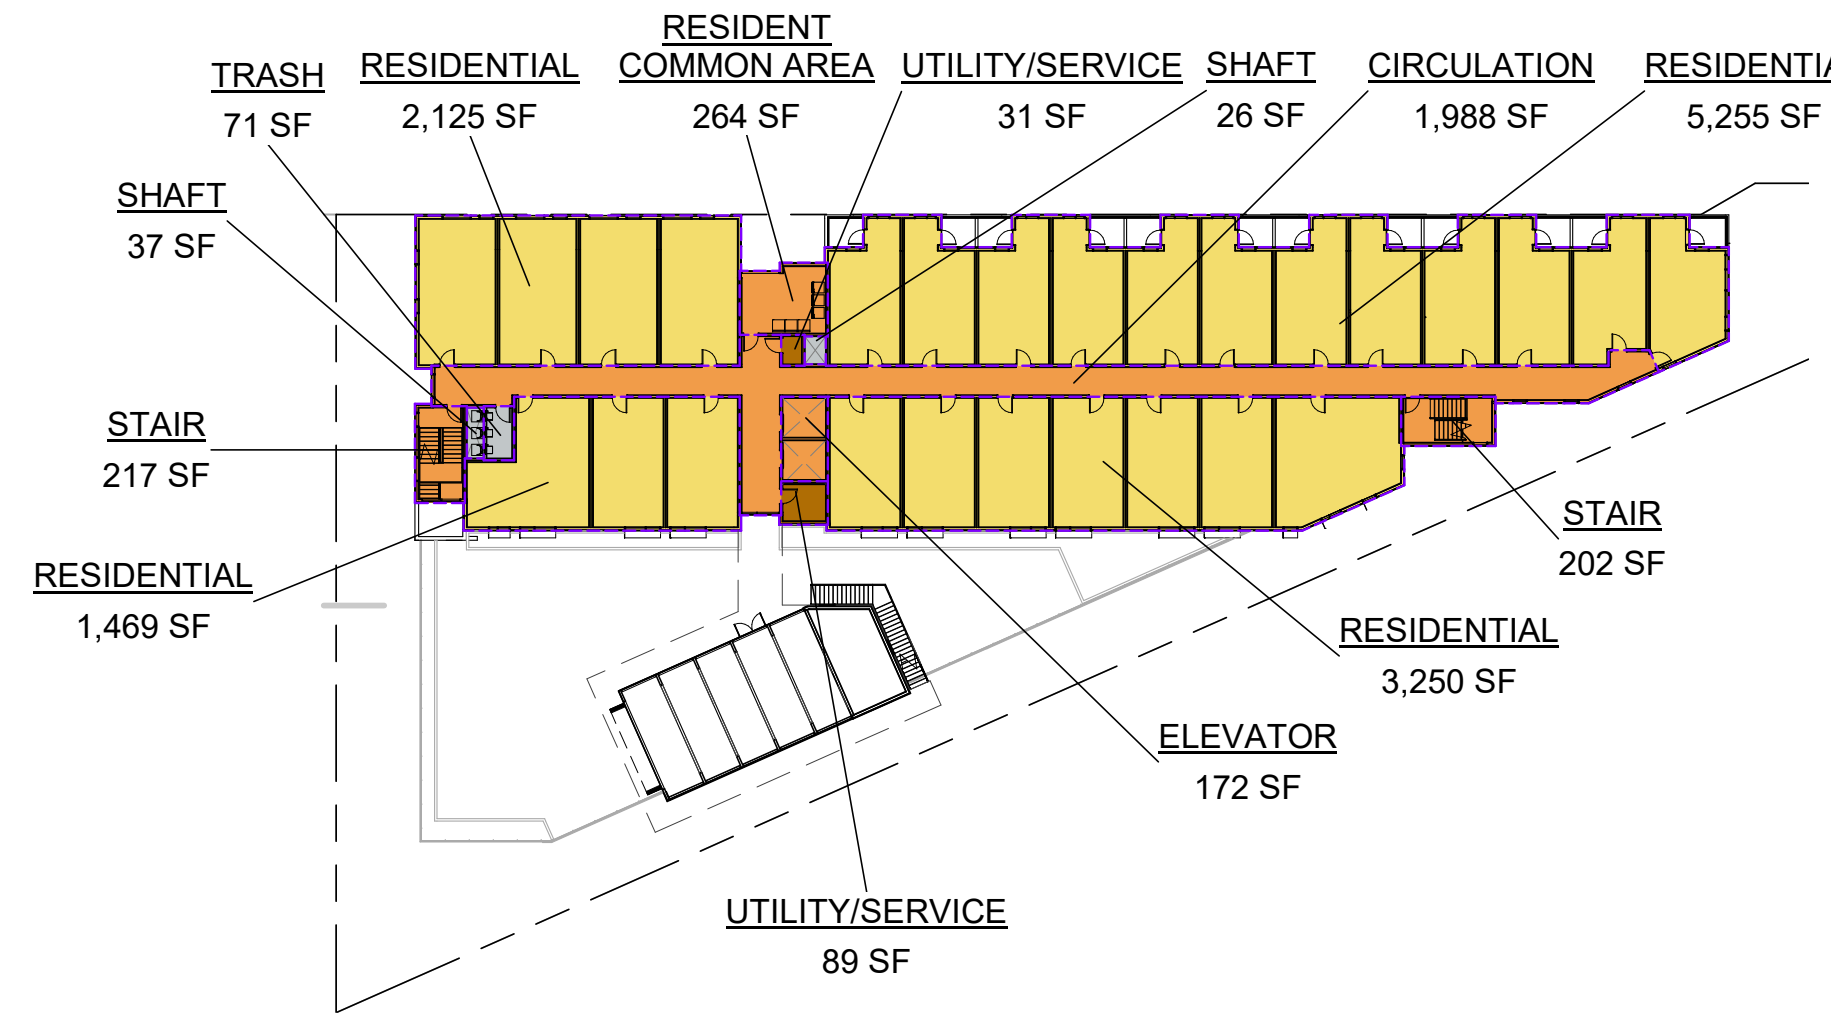 RESIDENT
COMMON AREA
264 SF
TRASH
71 SF
RESIDENTIAL
2,125 SF
UTILITY/SERVICE
31 SF
SHAFT
26 SF
CIRCULATION
1,988 SF
RESIDENTIA
5,255 SF
SHAFT
37 SF
STAIR
217 SF
STAIR
202 SF
RESIDENTIAL
1,469 SF
RESIDENTIAL
3,250 SF
ELEVATOR
172 SF
UTILITY/SERVICE
89 SF